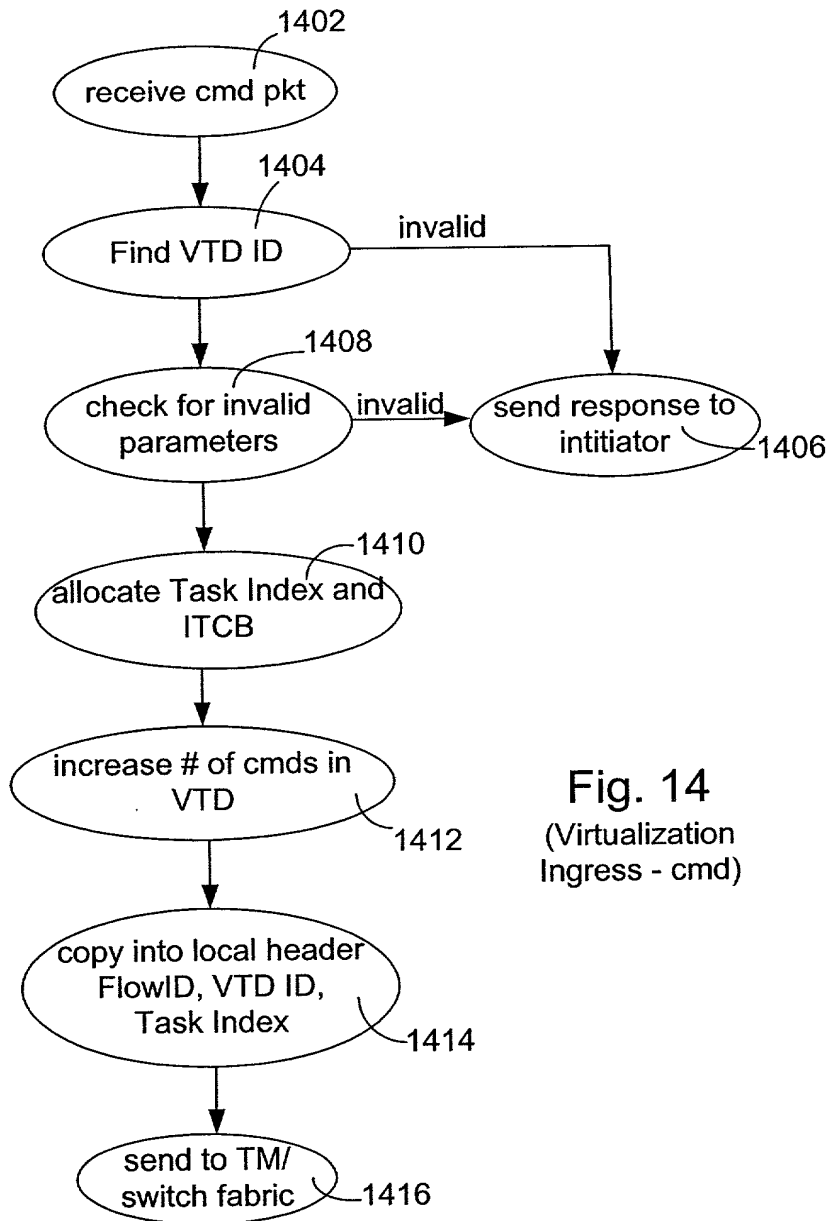 1402
receive cmd pkt
1404
Find VTD ID
invalid
1408
check for invalid
parameters
invalid
send response to
intitiator
1406
1410
allocate Task Index and
ITCB
increase # of cmds in
VTD
1412
Fig. 14
(Virtualization
Ingress - cmd)
copy into local header
FlowID, VTD ID,
Task Index
1414
send to TM/
switch fabric
1416